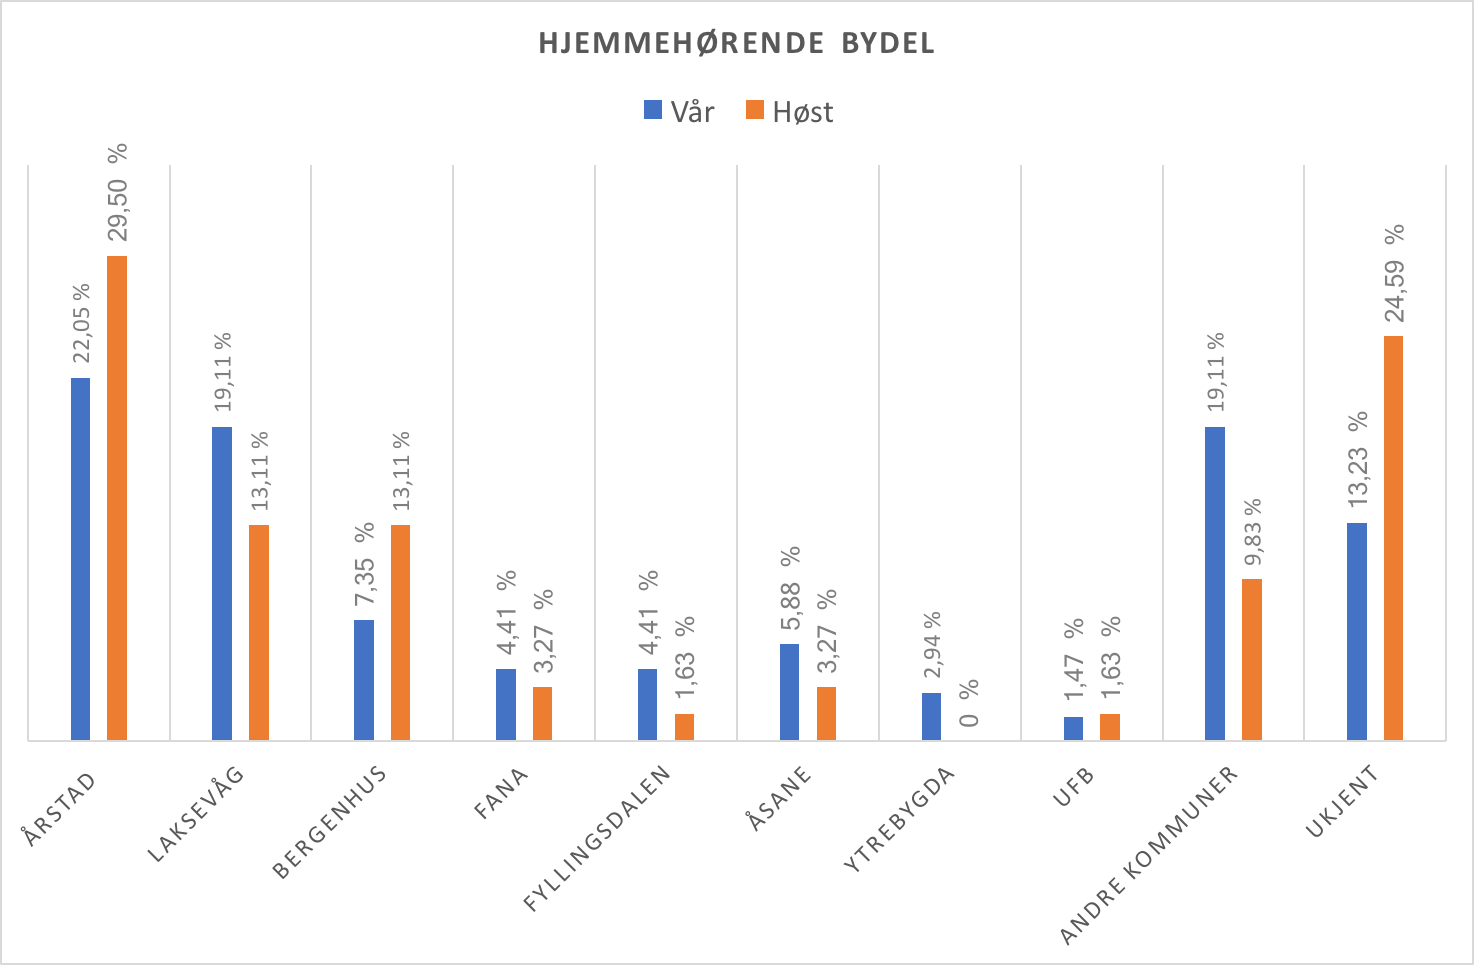 HJEMMEHØRENDE BYDEL
Vår
Høst
22,05 %
29,50 %
19,11 %
13,11 %
7,35 %
13,11 %
4,41 %
3,27 %
4,41 %
1,63 %
5,88 %
3,27 %
2,94 %
0 %
1,47 %
1,63 %
19,11 %
9,83 %
13,23 %
24,59 %
ÅRSTAD
LAKSEVÅG
BERGENHUS
FANA
FYLLINGSDALEN
ÅSANE
YTREBYGDA
UFB
ANDRE KOMMUNER
UKJENT